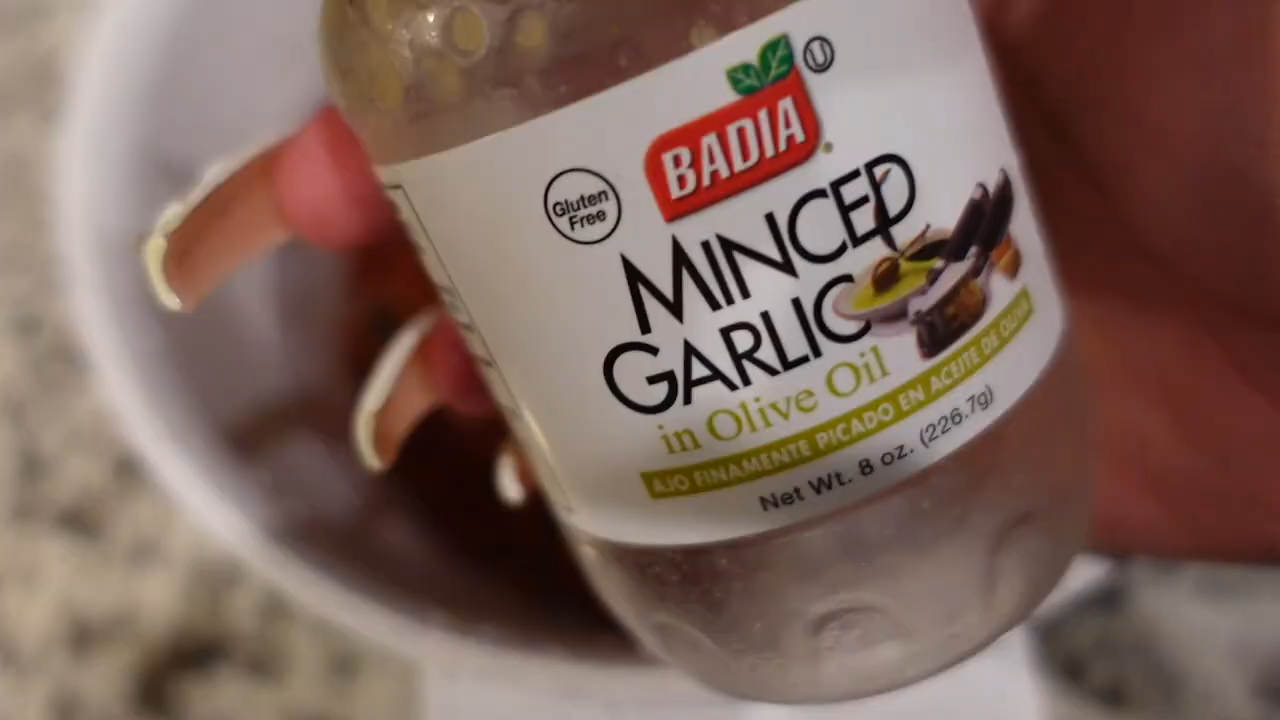 U
BADIA
Gluten
Free
MINCED
GARLIC
in Olive Oil
AJO FINAMENTE PICADO EN ACEITE DE OLIVA
Net Wt. 8 oz. (226.7g)